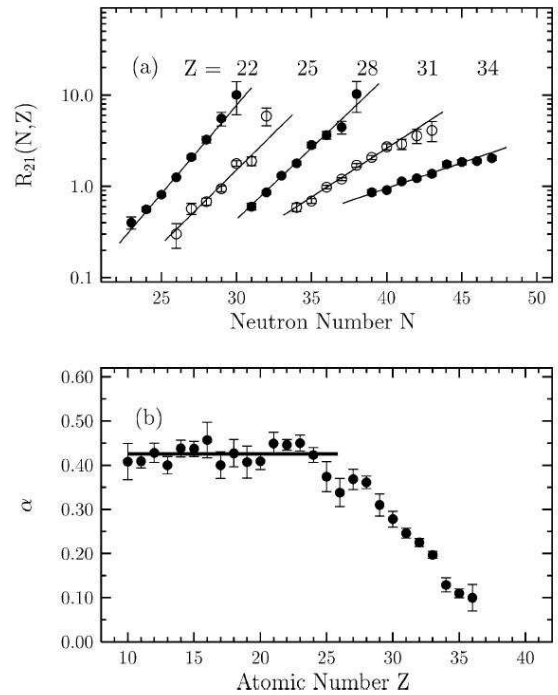 (a) Z = 22 25 28 31 34
R₂₁(N,Z)
10.0
1.0
0.1
25 30 35 40 45 50
Neutron Number N
(b)
α
0.60
0.50
0.40
0.30
0.20
0.10
0.00
10 15 20 25 30 35 40
Atomic Number Z